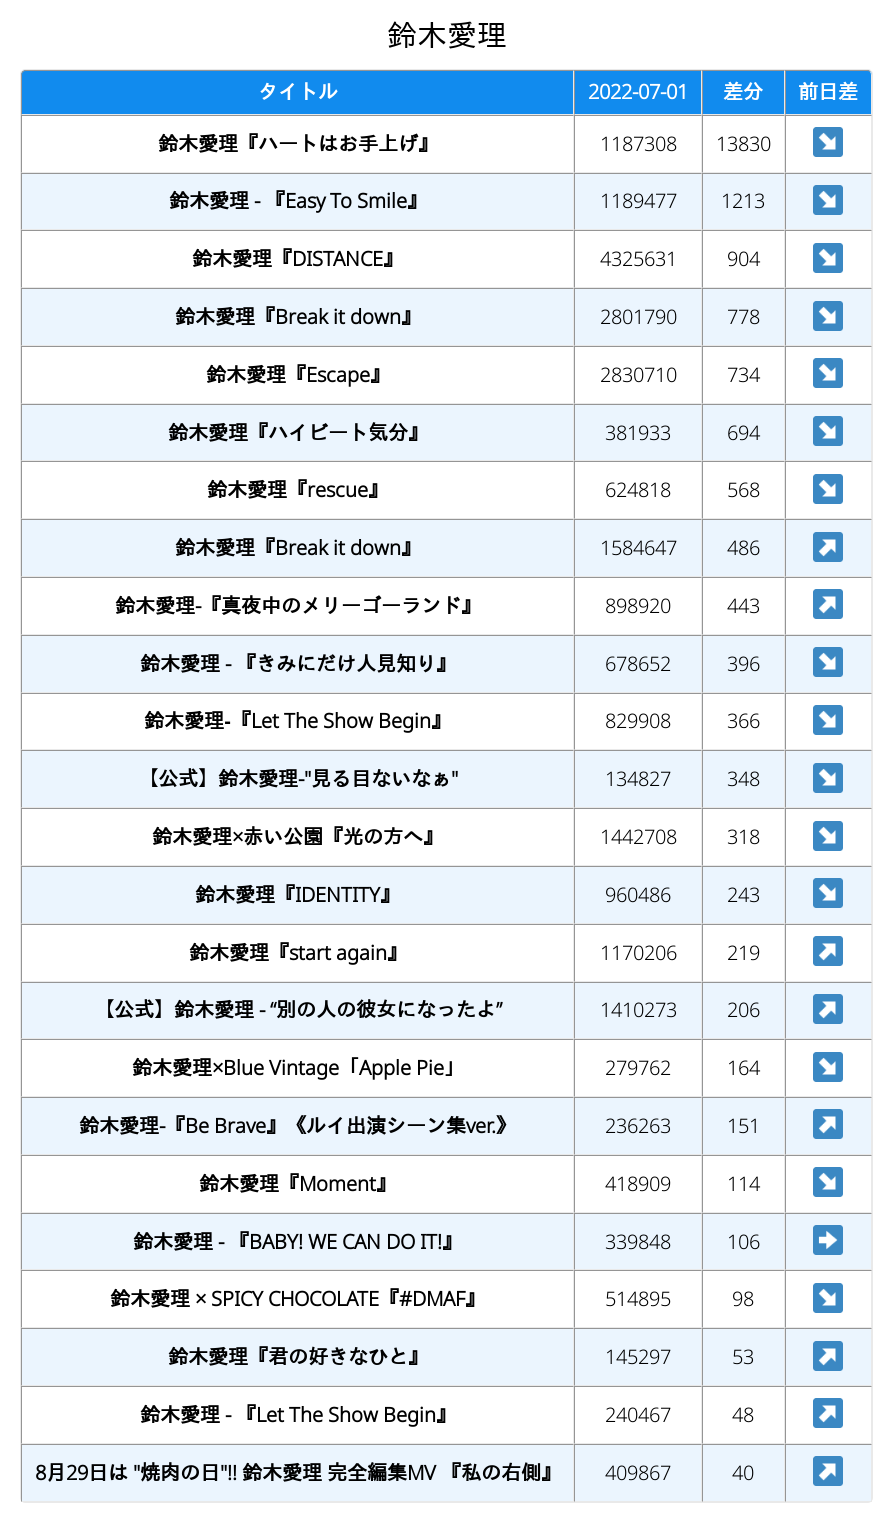 鈴木愛理
タイトル 2022-07-01 差分 前日差
鈴木愛理『ハートはお手上げ』 1187308 13830 ↘
鈴木愛理 - 『Easy To Smile』 1189477 1213 ↘
鈴木愛理『DISTANCE』 4325631 904 ↘
鈴木愛理『Break it down』 2801790 778 ↘
鈴木愛理『Escape』 2830710 734 ↘
鈴木愛理『ハイビート気分』 381933 694 ↘
鈴木愛理『rescue』 624818 568 ↘
鈴木愛理『Break it down』 1584647 486 ↗
鈴木愛理-『真夜中のメリーゴーランド』 898920 443 ↗
鈴木愛理 - 『きみにだけ人見知り』 678652 396 ↘
鈴木愛理-『Let The Show Begin』 829908 366 ↘
【公式】鈴木愛理-"見る目ないなぁ" 134827 348 ↘
鈴木愛理×赤い公園『光の方へ』 1442708 318 ↘
鈴木愛理『IDENTITY』 960486 243 ↘
鈴木愛理『start again』 1170206 219 ↗
【公式】鈴木愛理 - “別の人の彼女になったよ” 1410273 206 ↗
鈴木愛理×Blue Vintage「Apple Pie」 279762 164 ↘
鈴木愛理-『Be Brave』《ルイ出演シーン集ver.》 236263 151 ↗
鈴木愛理『Moment』 418909 114 ↘
鈴木愛理 - 『BABY! WE CAN DO IT!』 339848 106 ➡
鈴木愛理 × SPICY CHOCOLATE『#DMAF』 514895 98 ↘
鈴木愛理『君の好きなひと』 145297 53 ↗
鈴木愛理 - 『Let The Show Begin』 240467 48 ↗
8月29日は "焼肉の日"!! 鈴木愛理 完全編集MV 『私の右側』 409867 40 ↗